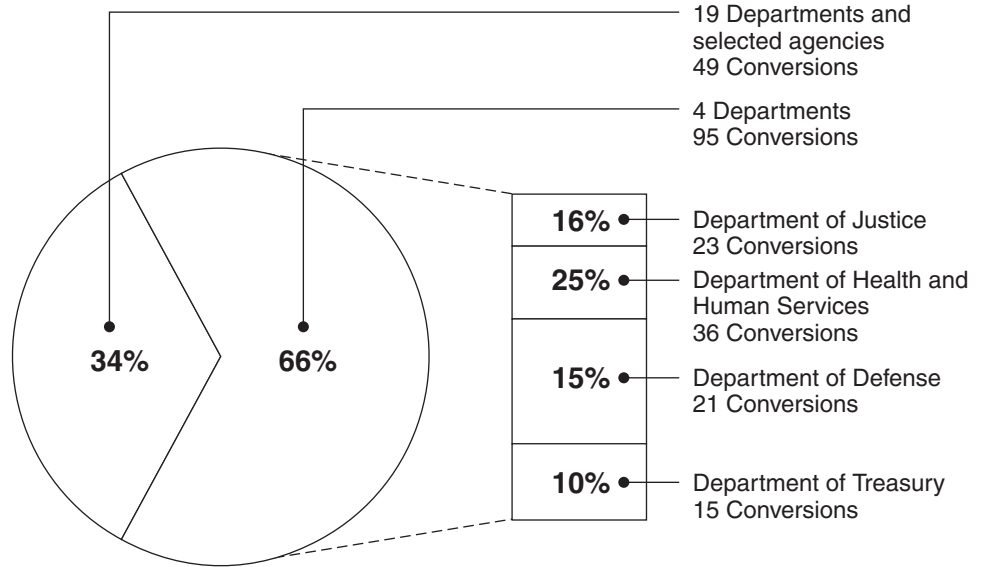 19 Departments and
selected agencies
49 Conversions
4 Departments
95 Conversions
34%
66%
16%
Department of Justice
23 Conversions
25%
Department of Health and
Human Services
36 Conversions
15%
Department of Defense
21 Conversions
10%
Department of Treasury
15 Conversions